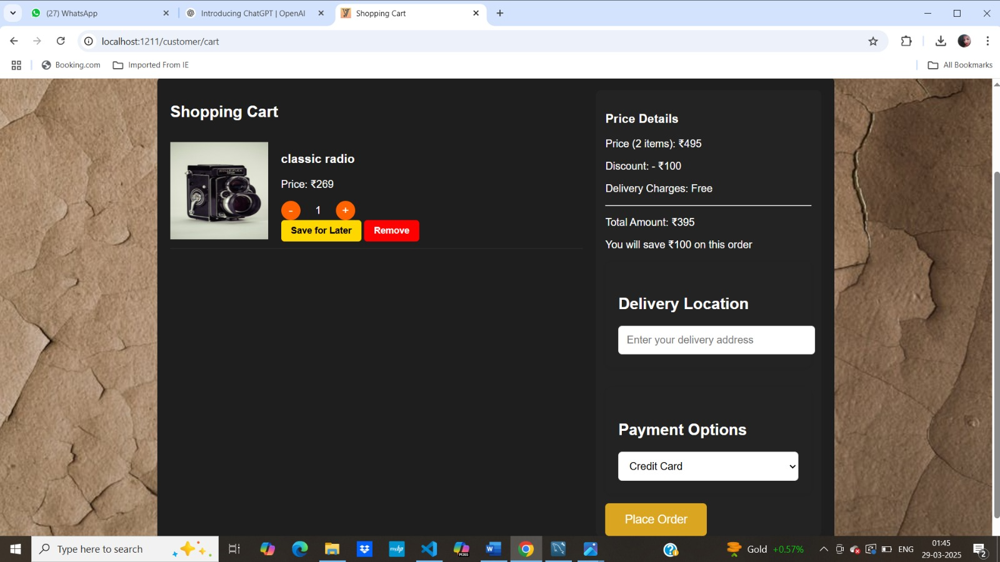 (27) WhatsApp
Introducing ChatGPT | OpenAI
Shopping Cart
localhost:1211/customer/cart
Booking.com
Imported From IE
All Bookmarks
Shopping Cart
classic radio
Price: ₹269
- 1 +
Save for Later Remove
Price Details
Price (2 items): ₹495
Discount: - ₹100
Delivery Charges: Free
Total Amount: ₹395
You will save ₹100 on this order
Delivery Location
Enter your delivery address
Payment Options
Credit Card
Place Order
Type here to search
Gold +0.57%
ENG
01:45
29-03-2025
2